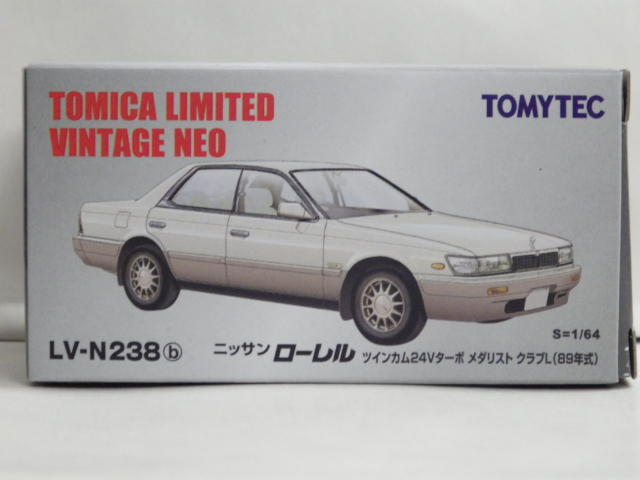 TOMICA LIMITED
VINTAGE NEO
TOMYTEC
S=1/64
LV-N238ⓑ ニッサン ローレル ツインカム24Vターボ メダリスト クラブL(89年式)